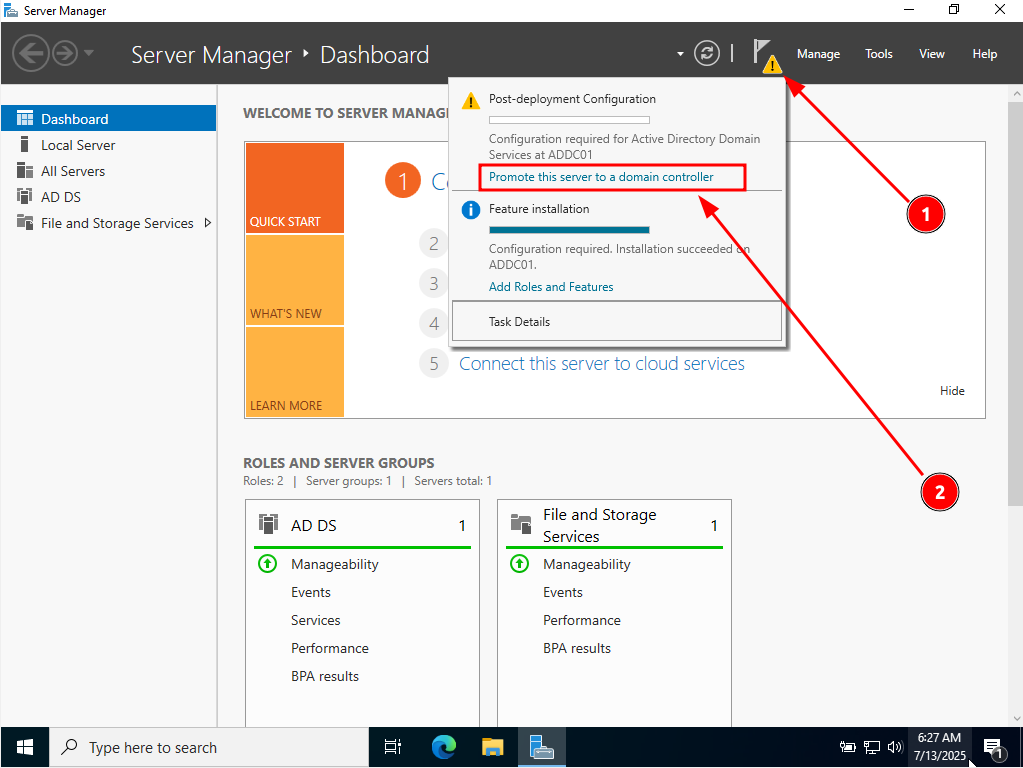 Server Manager
Server Manager ‣ Dashboard
Manage Tools View Help
Dashboard
Local Server
All Servers
AD DS
File and Storage Services
WELCOME TO SERVER MANAG
QUICK START
WHAT'S NEW
LEARN MORE
1
2
3
4
5 Connect this server to cloud services
Hide
Post-deployment Configuration
Configuration required for Active Directory Domain
Services at ADDC01
Promote this server to a domain controller
Feature installation
Configuration required. Installation succeeded on
ADDC01.
Add Roles and Features
Task Details
1
2
ROLES AND SERVER GROUPS
Roles: 2 | Server groups: 1 | Servers total: 1
AD DS 1
Manageability
Events
Services
Performance
BPA results
File and Storage
Services 1
Manageability
Events
Performance
BPA results
Type here to search
6:27 AM
7/13/2025
1